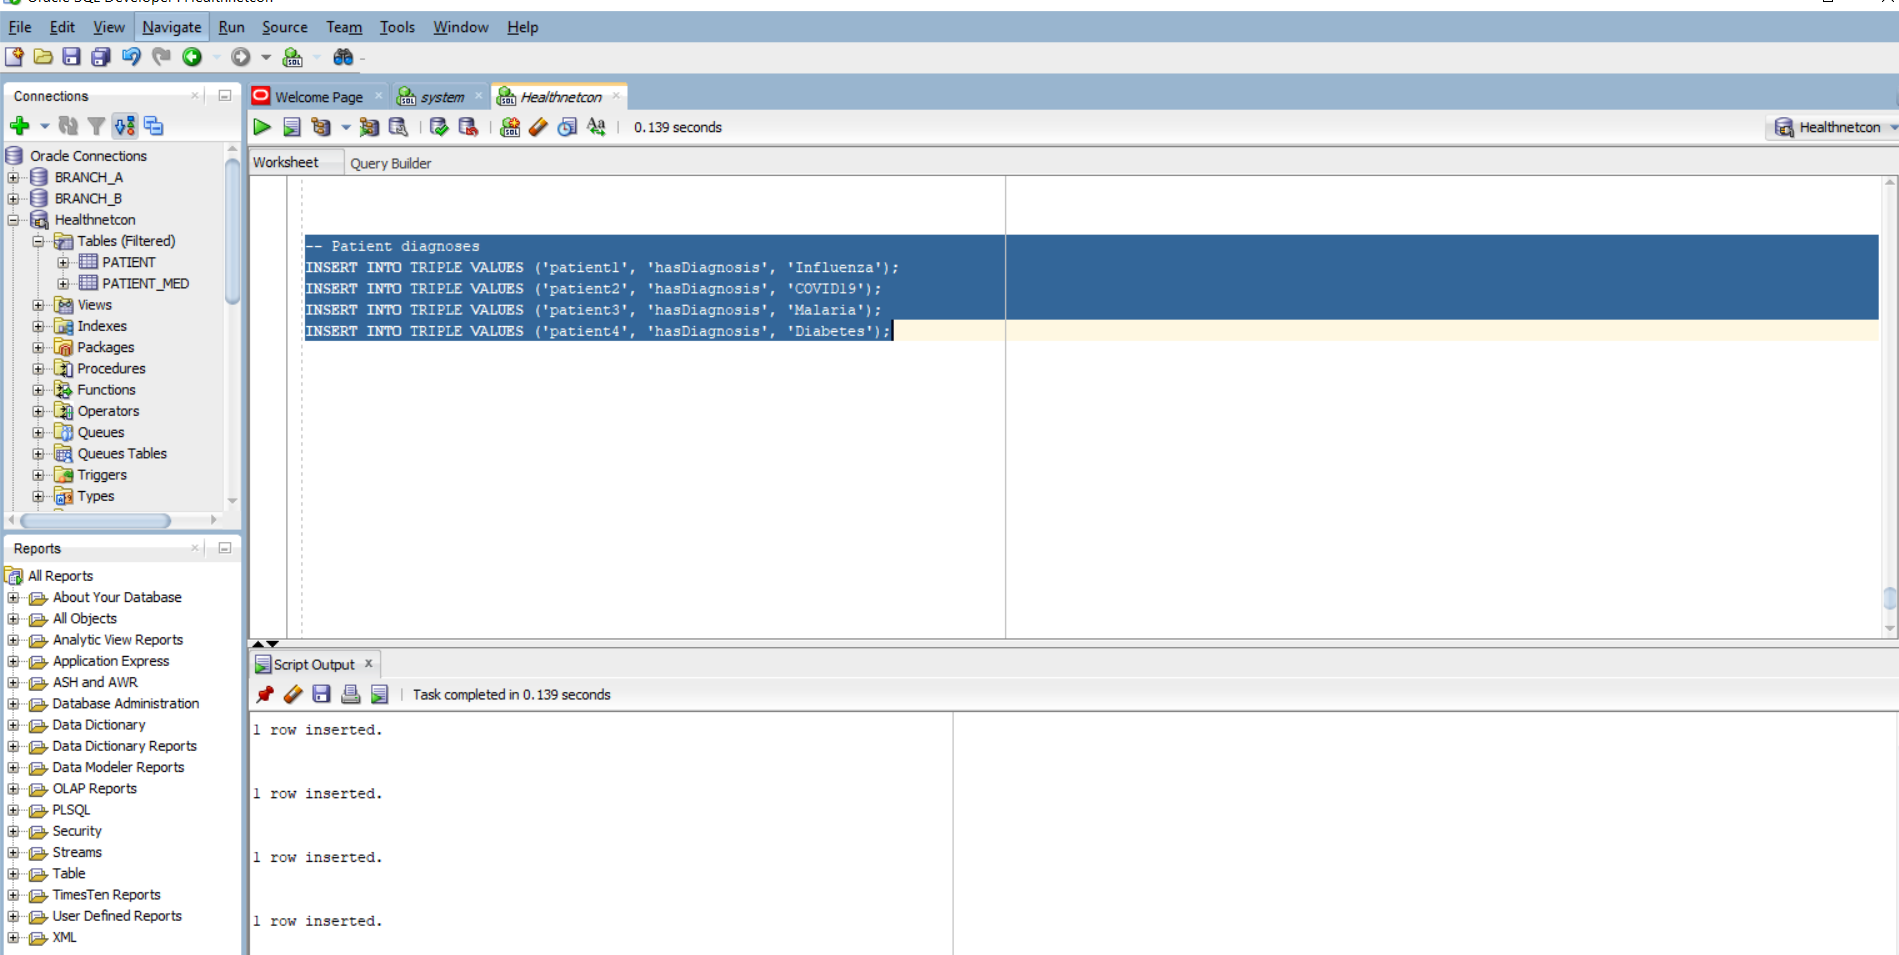 Oracle SQL Developer : Healthnetcon
File Edit View Navigate Run Source Team Tools Window Help
Connections
Oracle Connections
BRANCH_A
BRANCH_B
Healthnetcon
Tables (Filtered)
PATIENT
PATIENT_MED
Views
Indexes
Packages
Procedures
Functions
Operators
Queues
Queues Tables
Triggers
Types
Reports
All Reports
About Your Database
All Objects
Analytic View Reports
Application Express
ASH and AWR
Database Administration
Data Dictionary
Data Dictionary Reports
Data Modeler Reports
OLAP Reports
PLSQL
Security
Streams
Table
TimesTen Reports
User Defined Reports
XML
Welcome Page system Healthnetcon
0.139 seconds
Healthnetcon
Worksheet Query Builder
-- Patient diagnoses
INSERT INTO TRIPLE VALUES ('patient1', 'hasDiagnosis', 'Influenza');
INSERT INTO TRIPLE VALUES ('patient2', 'hasDiagnosis', 'COVID19');
INSERT INTO TRIPLE VALUES ('patient3', 'hasDiagnosis', 'Malaria');
INSERT INTO TRIPLE VALUES ('patient4', 'hasDiagnosis', 'Diabetes');
Script Output
Task completed in 0.139 seconds
1 row inserted.
1 row inserted.
1 row inserted.
1 row inserted.